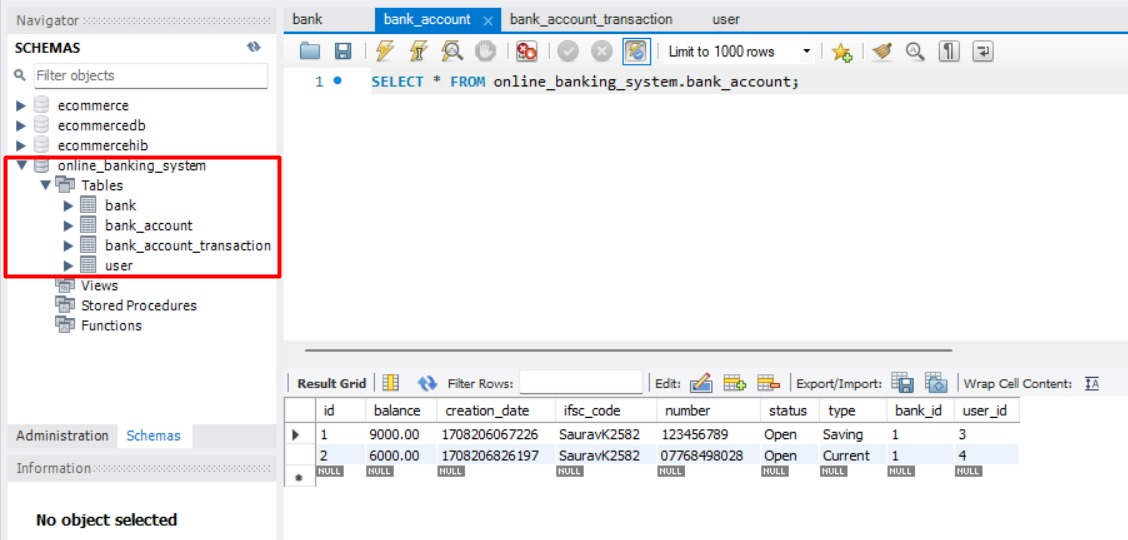 Navigator
SCHEMAS
Filter objects
ecommerce
ecommercedb
ecommercehib
online_banking_system
Tables
bank
bank_account
bank_account_transaction
user
Views
Stored Procedures
Functions
Administration Schemas
Information
No object selected
bank bank_account bank_account_transaction user
Limit to 1000 rows
1 SELECT * FROM online_banking_system.bank_account;
Result Grid Filter Rows: Edit: Export/Import: Wrap Cell Content: IA
id balance creation_date ifsc_code number status type bank_id user_id
1 9000.00 1708206067226 SauravK2582 123456789 Open Saving 1 3
2 6000.00 1708206826197 SauravK2582 07768498028 Open Current 1 4
NULL NULL NULL NULL NULL NULL NULL NULL NULL